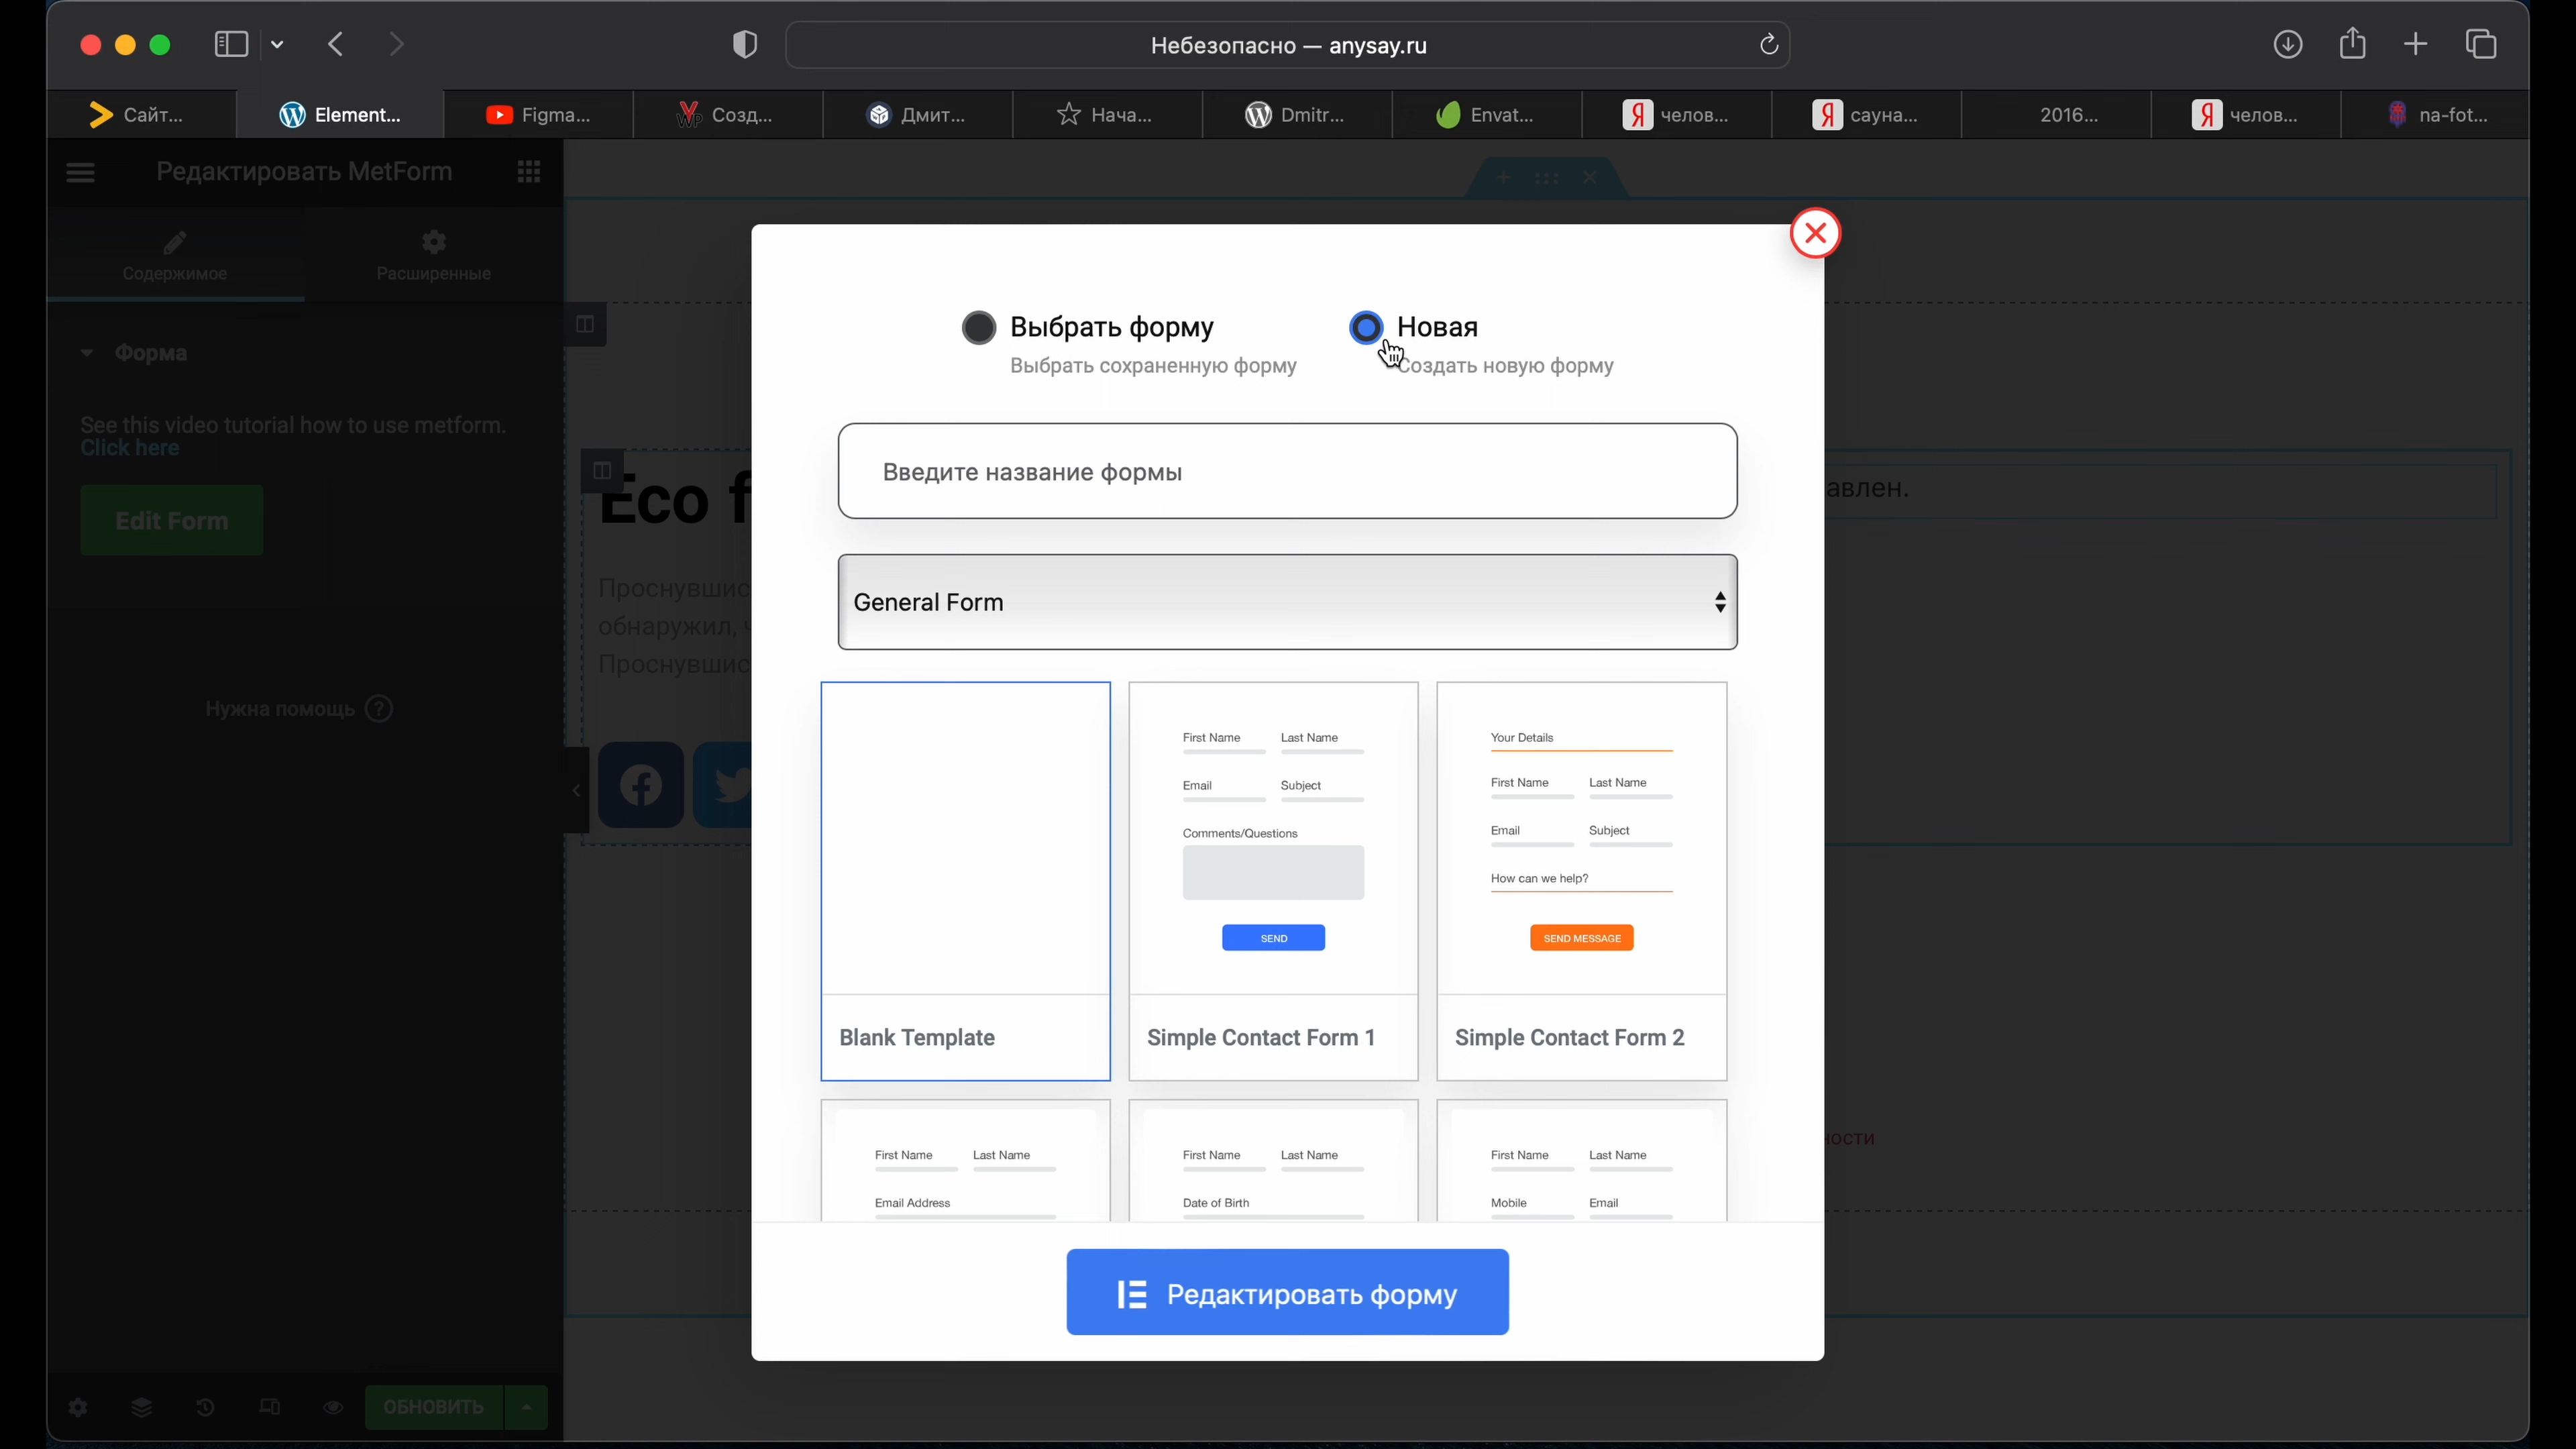 Небезопасно — anysay.ru
Сайт...
Element...
Figma...
Созд...
Дмит...
Нача...
Dmitr...
Envat...
челов...
сауна...
2016...
челов...
na-fot...
Редактировать MetForm
Содержимое
Расширенные
Форма
See this video tutorial how to use metform.
Click here
Edit Form
Нужна помощь
ОБНОВИТЬ
Eco f
Проснувшис
обнаружил, ч
Проснувшис
авлен.
ности
Выбрать форму
Выбрать сохраненную форму
Новая
Создать новую форму
Введите название формы
General Form
First Name Last Name
Email Subject
Comments/Questions
SEND
Your Details
First Name Last Name
Email Subject
How can we help?
SEND MESSAGE
Blank Template
Simple Contact Form 1
Simple Contact Form 2
First Name Last Name
Email Address
First Name Last Name
Date of Birth
First Name Last Name
Mobile Email
Редактировать форму